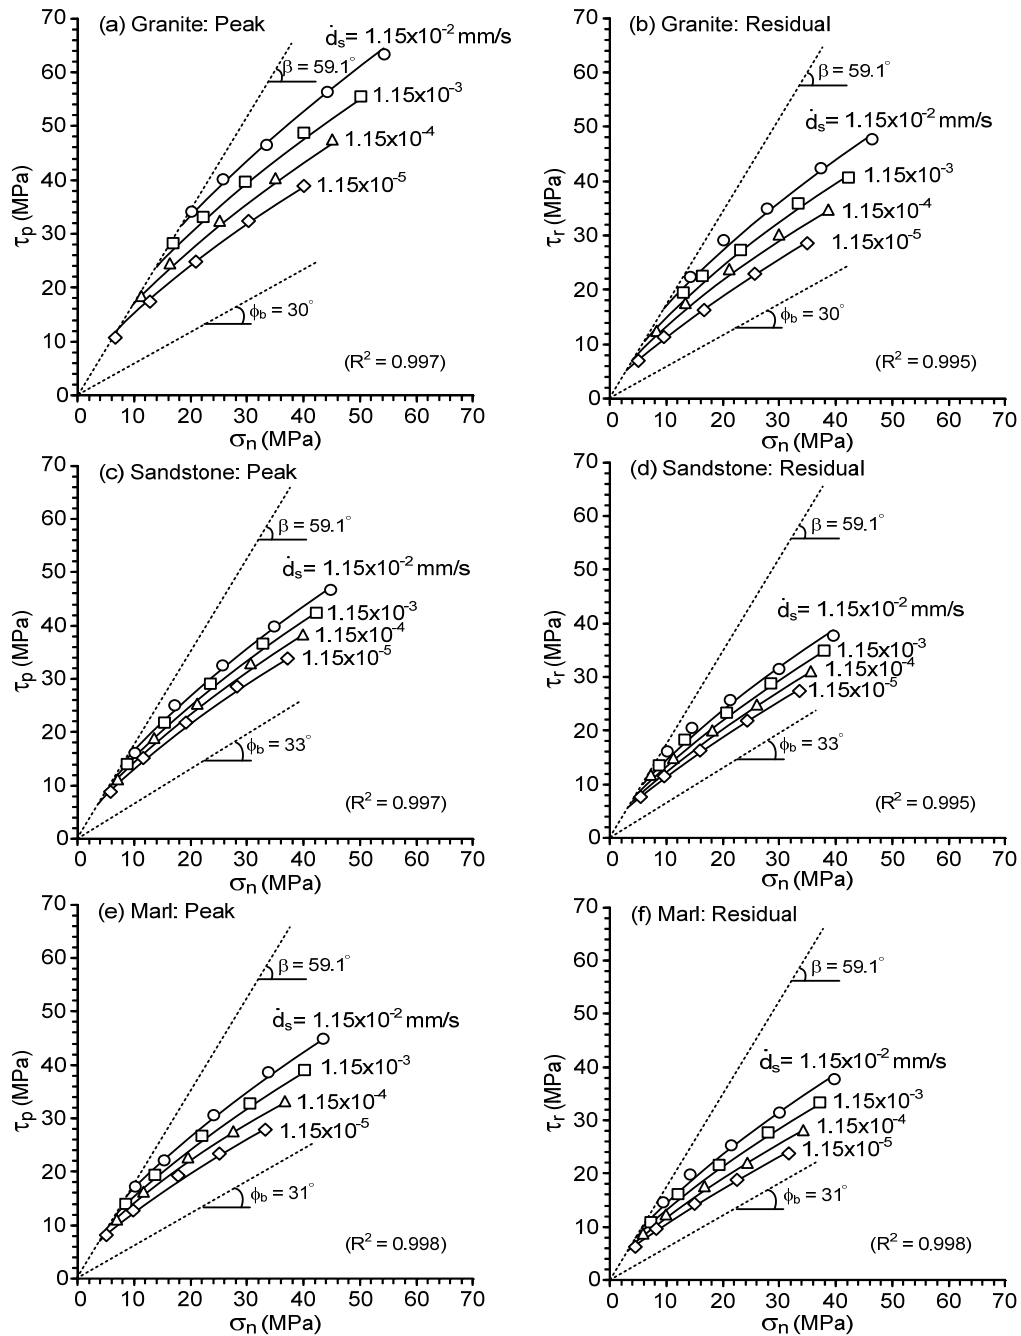 (a) Granite: Peak
ḋs= 1.15x10-2 mm/s
β = 59.1°
1.15x10-3
1.15x10-4
1.15x10-5
ϕb = 30°
(R2 = 0.997)
τp (MPa)
70
60
50
40
30
20
10
0
0 10 20 30 40 50 60 70
σn (MPa)
(b) Granite: Residual
β = 59.1°
ḋs= 1.15x10-2 mm/s
1.15x10-3
1.15x10-4
1.15x10-5
ϕb = 30°
(R2 = 0.995)
τr (MPa)
70
60
50
40
30
20
10
0
0 10 20 30 40 50 60 70
σn (MPa)
(c) Sandstone: Peak
β = 59.1°
ḋs= 1.15x10-2 mm/s
1.15x10-3
1.15x10-4
1.15x10-5
ϕb = 33°
(R2 = 0.997)
τp (MPa)
70
60
50
40
30
20
10
0
0 10 20 30 40 50 60 70
σn (MPa)
(d) Sandstone: Residual
β = 59.1°
ḋs= 1.15x10-2 mm/s
1.15x10-3
1.15x10-4
1.15x10-5
ϕb = 33°
(R2 = 0.995)
τr (MPa)
70
60
50
40
30
20
10
0
0 10 20 30 40 50 60 70
σn (MPa)
(e) Marl: Peak
β = 59.1°
ḋs= 1.15x10-2 mm/s
1.15x10-3
1.15x10-4
1.15x10-5
ϕb = 31°
(R2 = 0.998)
τp (MPa)
70
60
50
40
30
20
10
0
0 10 20 30 40 50 60 70
σn (MPa)
(f) Marl: Residual
β = 59.1°
ḋs= 1.15x10-2 mm/s
1.15x10-3
1.15x10-4
1.15x10-5
ϕb = 31°
(R2 = 0.998)
τr (MPa)
70
60
50
40
30
20
10
0
0 10 20 30 40 50 60 70
σn (MPa)